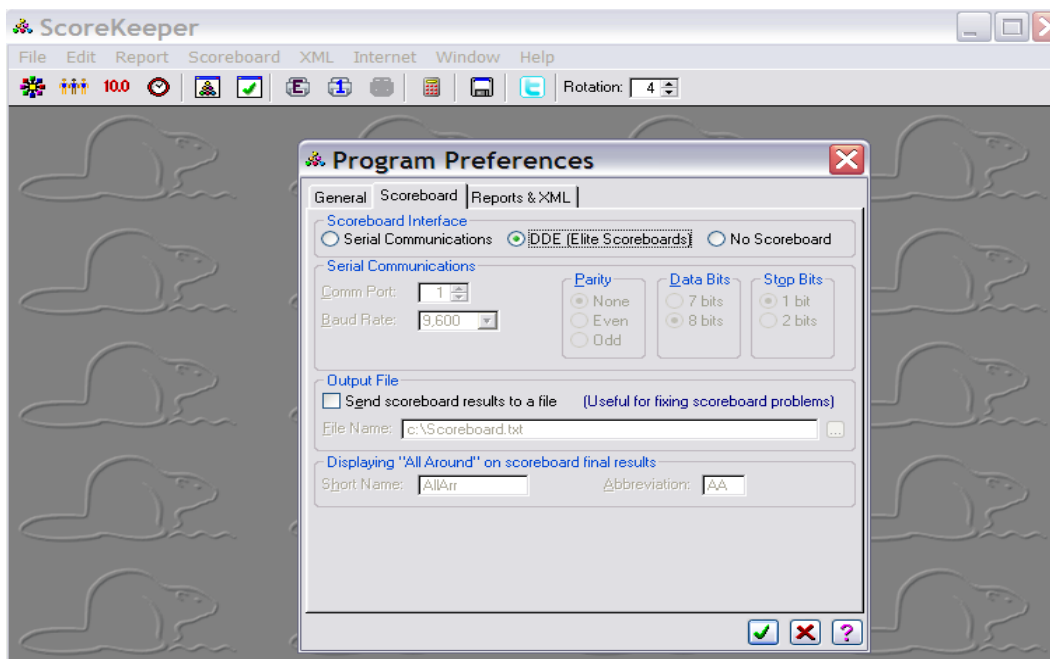 ScoreKeeper
File Edit Report Scoreboard XML Internet Window Help
10.0 E 1 Rotation: 4
Program Preferences
General Scoreboard Reports & XML
Scoreboard Interface
Serial Communications DDE (Elite Scoreboards) No Scoreboard
Serial Communications
Comm Port: 1
Baud Rate: 9,600
Parity
None
Even
Odd
Data Bits
7 bits
8 bits
Stop Bits
1 bit
2 bits
Output File
Send scoreboard results to a file (Useful for fixing scoreboard problems)
File Name: c:\Scoreboard.txt ...
Displaying "All Around" on scoreboard final results
Short Name: AllArr Abbreviation: AA
?